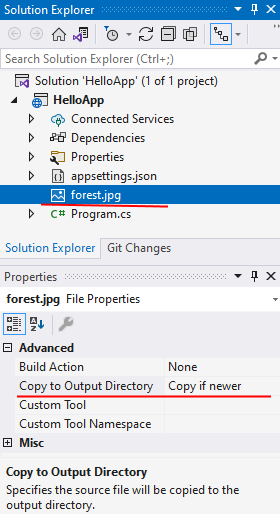 Solution Explorer
Search Solution Explorer (Ctrl+;)
Solution 'HelloApp' (1 of 1 project)
HelloApp
Connected Services
Dependencies
Properties
appsettings.json
forest.jpg
C# Program.cs
Solution Explorer Git Changes
Properties
forest.jpg File Properties
Advanced
Build Action None
Copy to Output Directory Copy if newer
Custom Tool
Custom Tool Namespace
Misc
Copy to Output Directory
Specifies the source file will be copied to the
output directory.